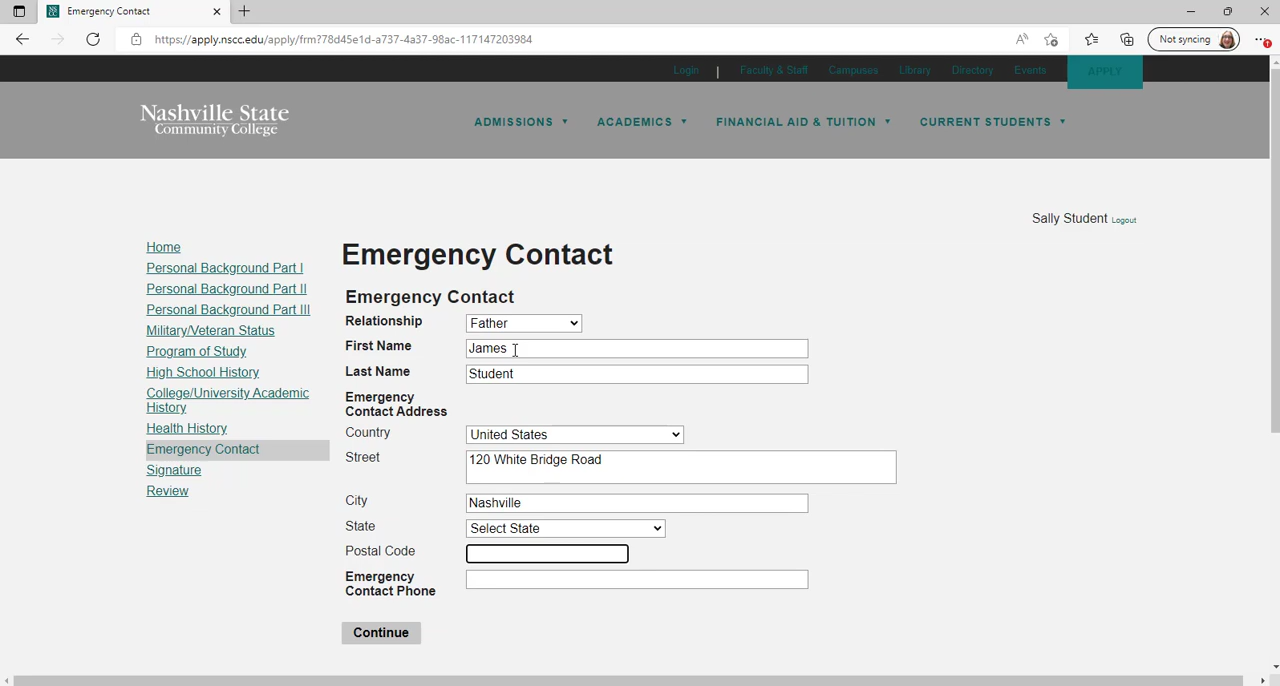 Emergency Contact
https://apply.nscc.edu/apply/frm?78d45e1d-a737-4a37-98ac-117147203984
Not syncing
Login | Faculty & Staff Campuses Library Directory Events APPLY
Nashville State
Community College
ADMISSIONS ACADEMICS FINANCIAL AID & TUITION CURRENT STUDENTS
Sally Student Logout
Home
Personal Background Part I
Personal Background Part II
Personal Background Part III
Military/Veteran Status
Program of Study
High School History
College/University Academic
History
Health History
Emergency Contact
Signature
Review
Emergency Contact
Emergency Contact
Relationship Father
First Name James
Last Name Student
Emergency
Contact Address
Country United States
Street 120 White Bridge Road
City Nashville
State Select State
Postal Code
Emergency
Contact Phone
Continue